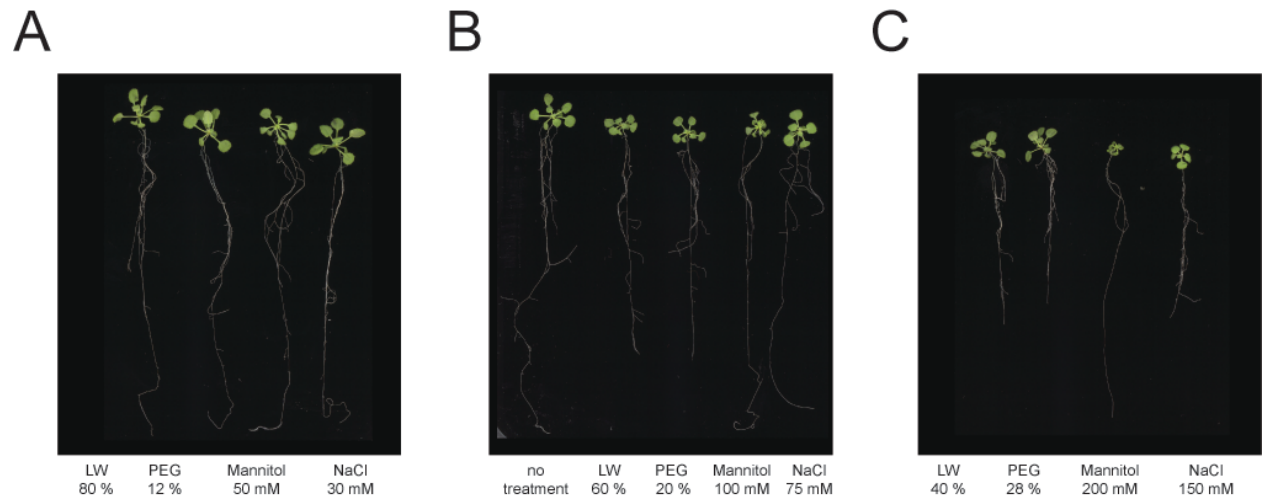 A
B
C
LW PEG Mannitol NaCl
80 % 12 % 50 mM 30 mM
no LW PEG Mannitol NaCl
treatment 60 % 20 % 100 mM 75 mM
LW PEG Mannitol NaCl
40 % 28 % 200 mM 150 mM